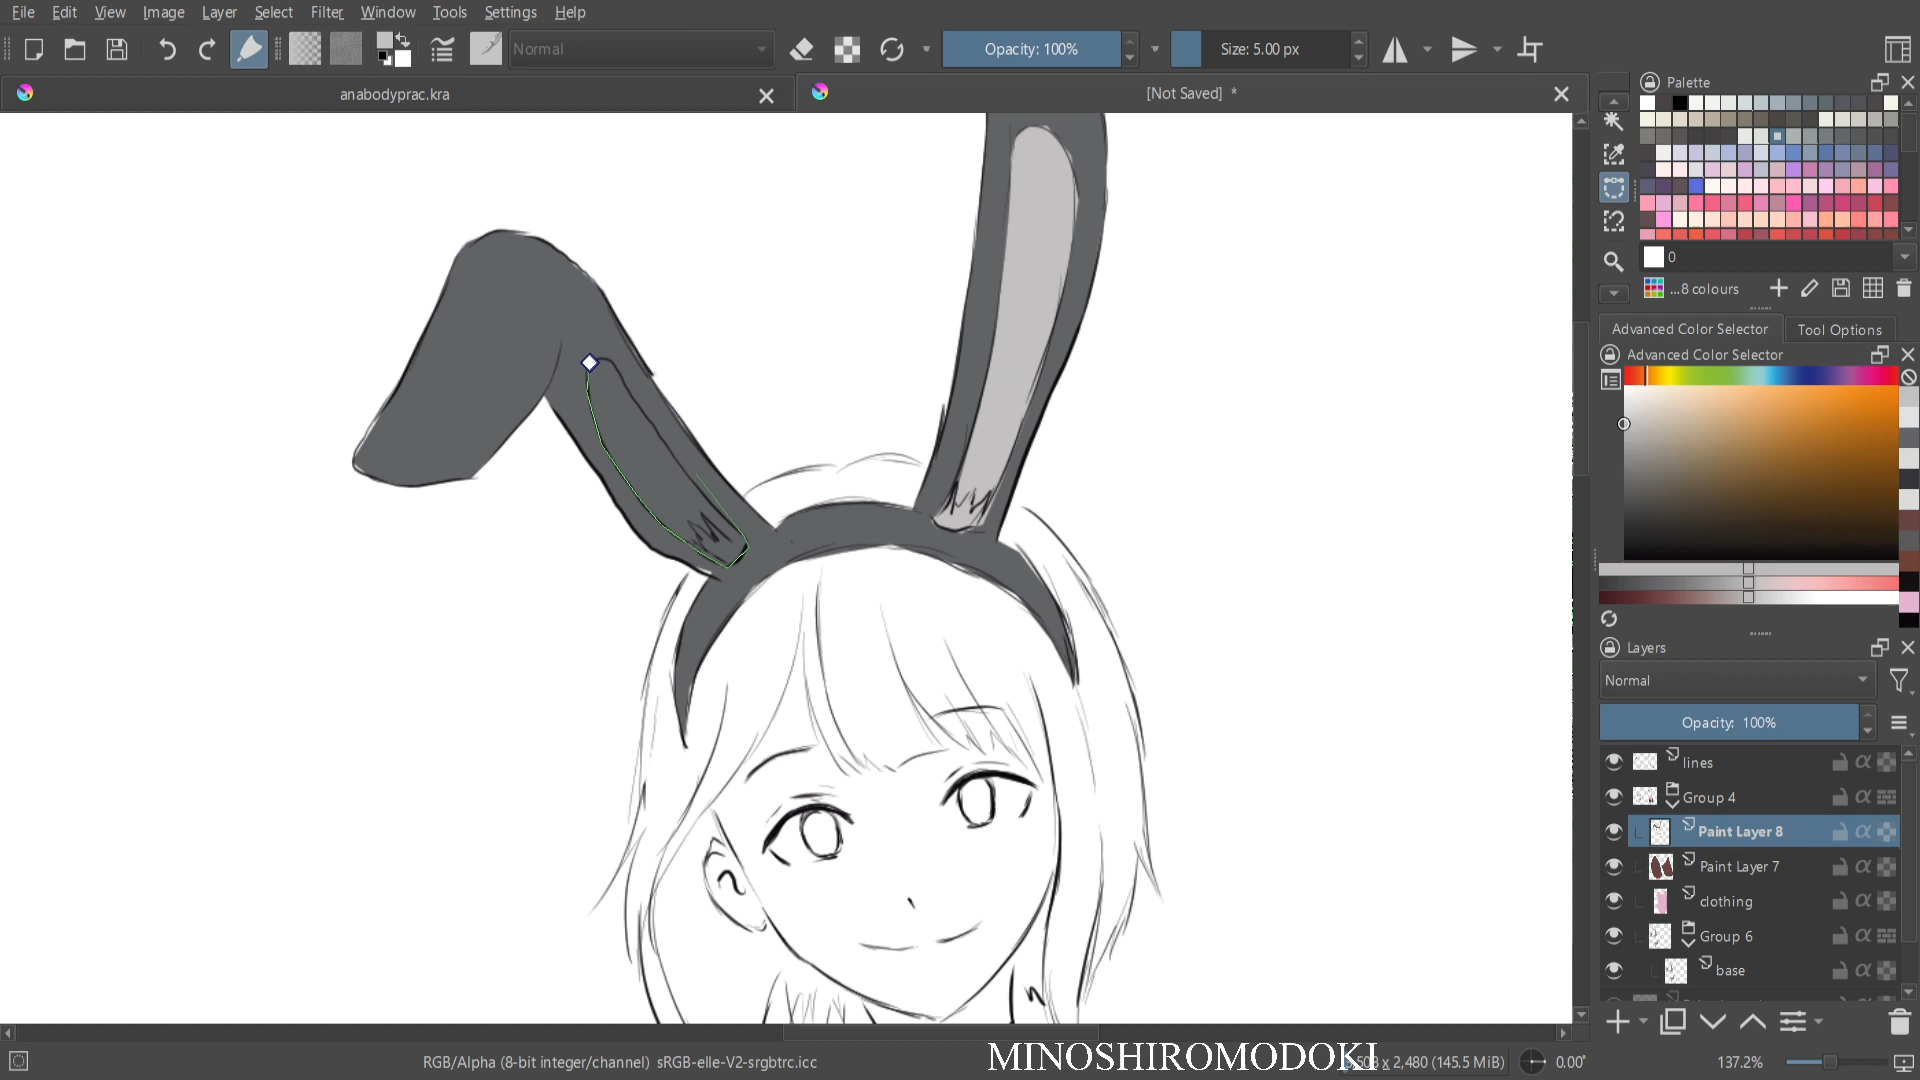 File Edit View Image Layer Select Filter Tools Window Settings Help
Normal Opacity: 100% Size: 5.00 px
anabodyprac.kra [Not Saved] *
Palette
0
...8 colours
Advanced Color Selector Tool Options
Advanced Color Selector
Layers
Normal
Opacity: 100%
lines
Group 4
Paint Layer 8
Paint Layer 7
clothing
Group 6
base
RGB/Alpha (8-bit integer/channel) sRGB-elle-V2-srgbtrc.icc MINOSHIROMODOKI x 2,480 (145.5 MiB) 0.00° 137.2%